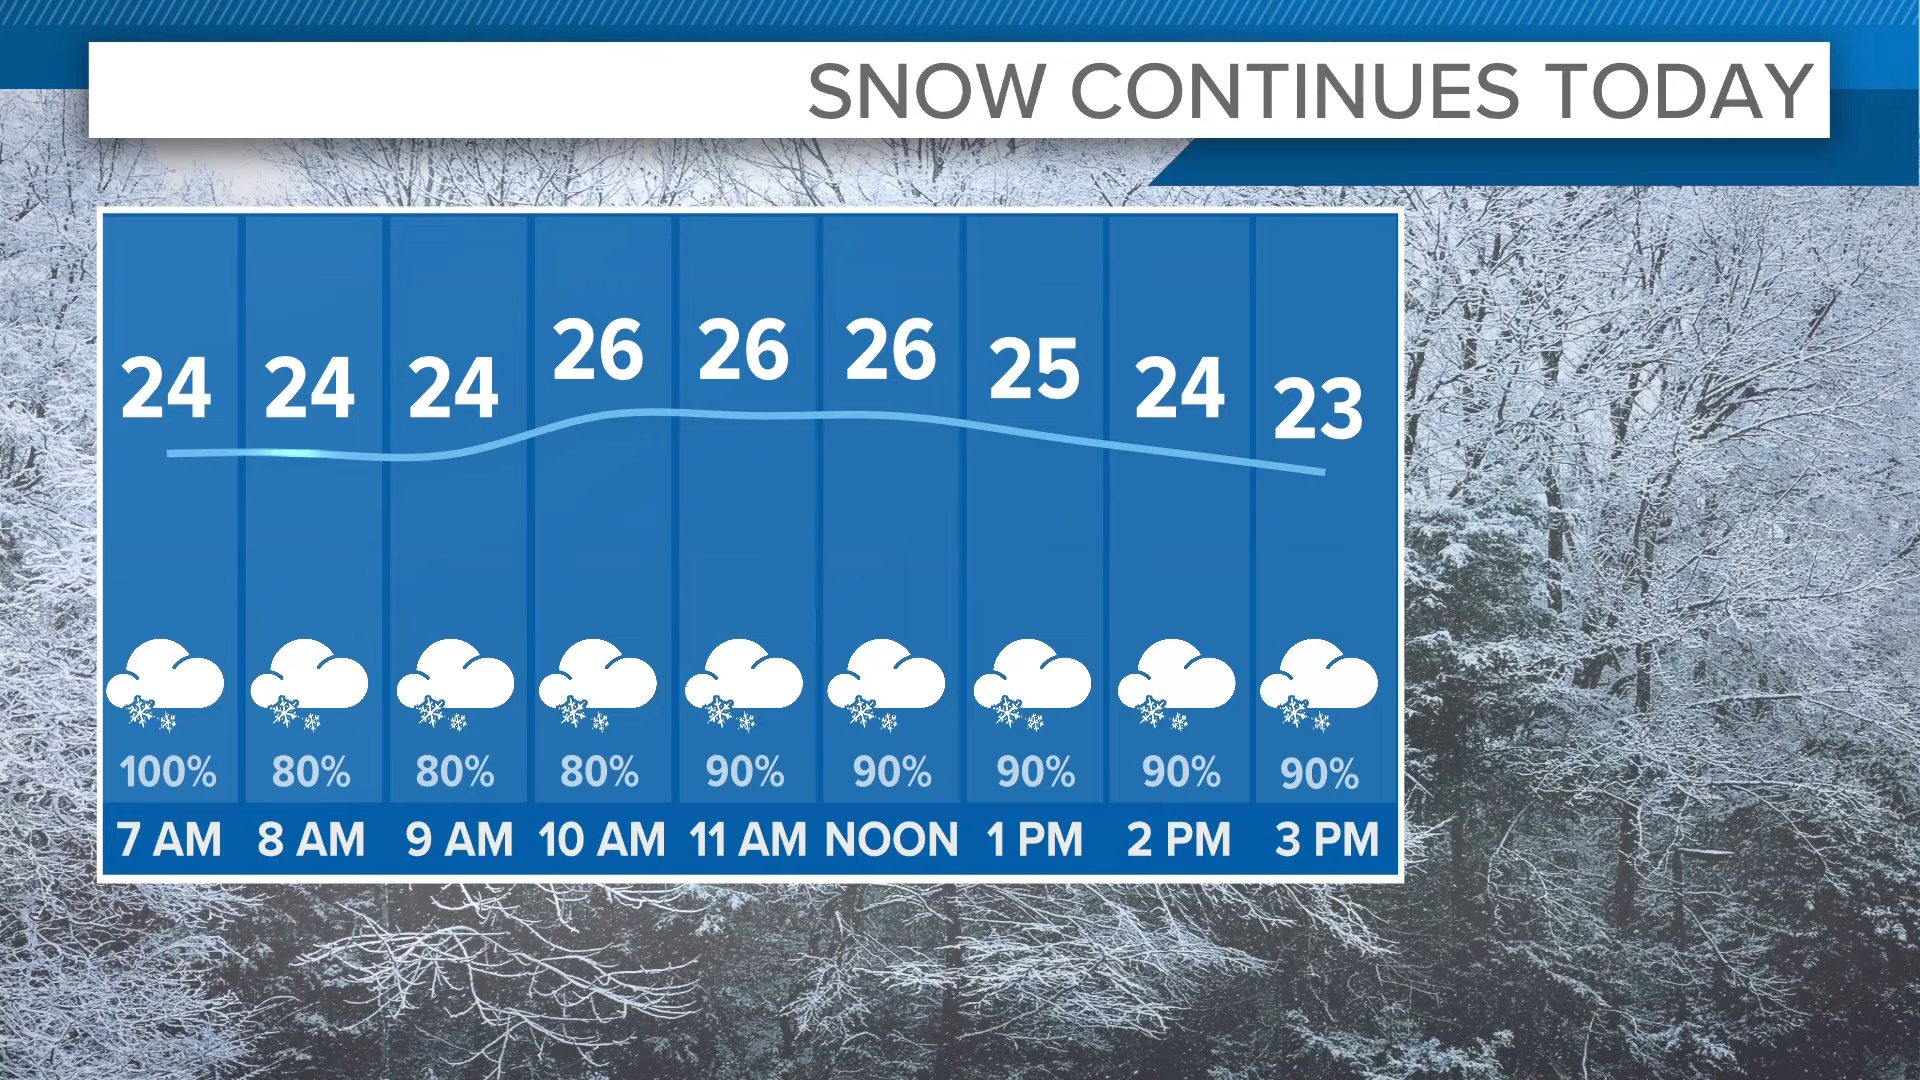 SNOW CONTINUES TODAY
24 24 24 26 26 26 25 24 23
100% 80% 80% 80% 90% 90% 90% 90% 90%
7 AM 8 AM 9 AM 10 AM 11 AM NOON 1 PM 2 PM 3 PM